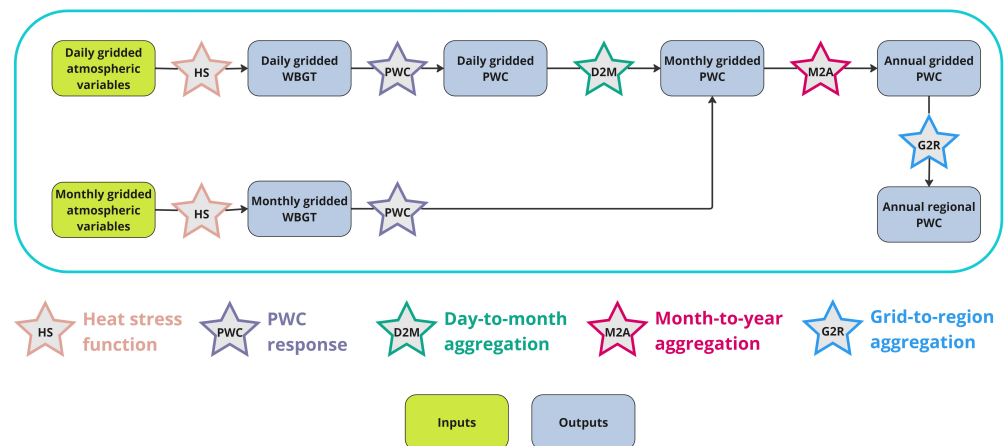 Daily gridded
atmospheric
variables
HS
Daily gridded
WBGT
PWC
Daily gridded
PWC
D2M
Monthly gridded
PWC
M2A
Annual gridded
PWC
G2R
Annual regional
PWC
Monthly gridded
atmospheric
variables
HS
Monthly gridded
WBGT
PWC
HS
Heat stress
function
PWC
PWC
response
D2M
Day-to-month
aggregation
M2A
Month-to-year
aggregation
G2R
Grid-to-region
aggregation
Inputs
Outputs